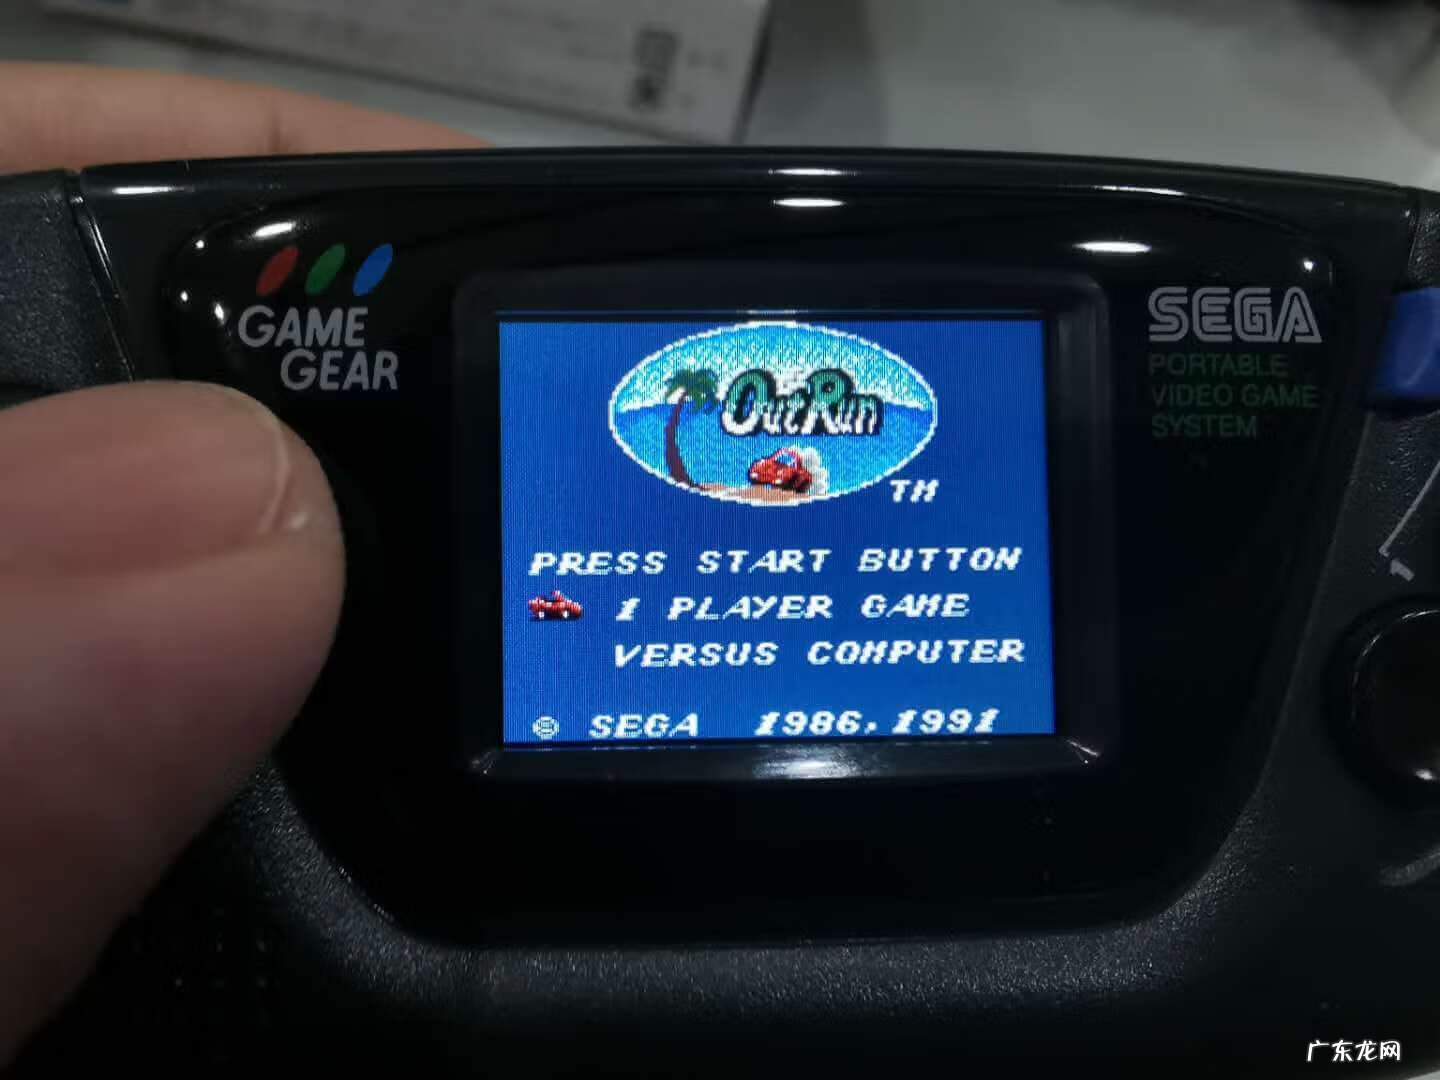 GAME
GEAR
SEGA
PORTABLE
VIDEO GAME
SYSTEM
OutRun
TM
PRESS START BUTTON
1 PLAYER GAME
VERSUS COMPUTER
© SEGA 1986,1991
1
广东龙网